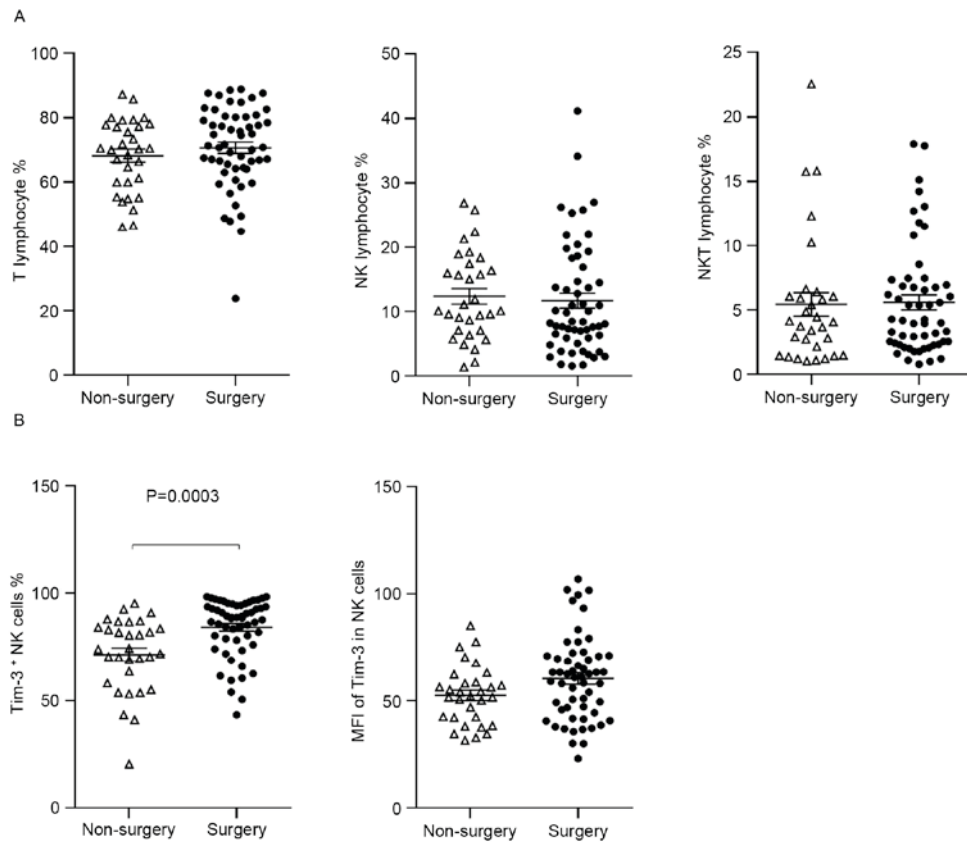 A
T lymphocyte %
100
80
60
40
20
0
Non-surgery Surgery
NK lymphocyte %
50
40
30
20
10
0
Non-surgery Surgery
NKT lymphocyte %
25
20
15
10
5
0
Non-surgery Surgery
B
Tim-3 + NK cells %
150
100
50
0
P=0.0003
Non-surgery Surgery
MFI of Tim-3 in NK cells
150
100
50
0
Non-surgery Surgery